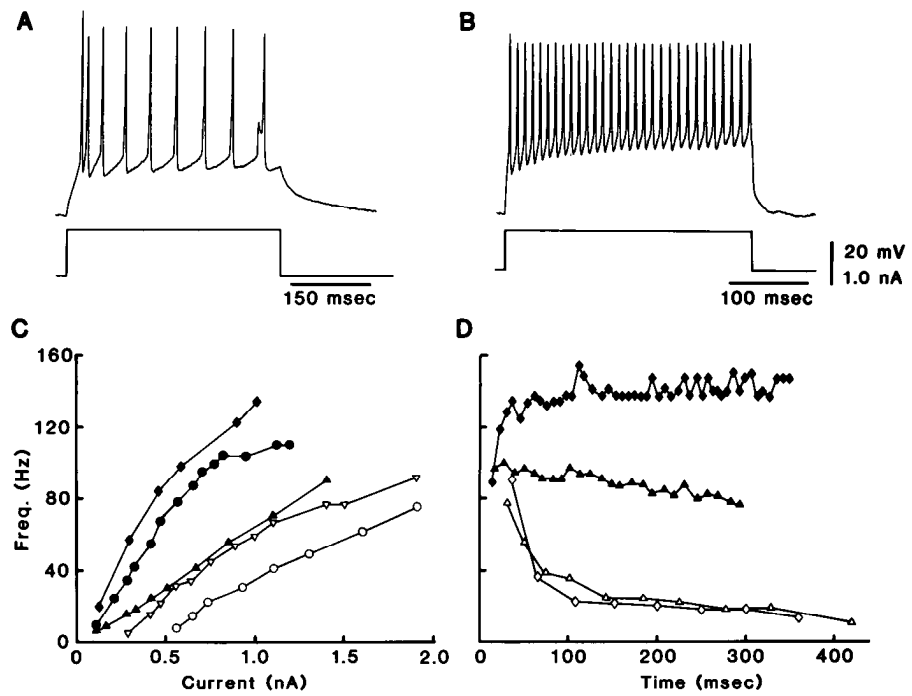 A
B
20 mV
1.0 nA
150 msec
100 msec
C
D
160
120
80
40
0
Freq. (Hz)
0 0.5 1.0 1.5 2.0
Current (nA)
0 100 200 300 400
Time (msec)